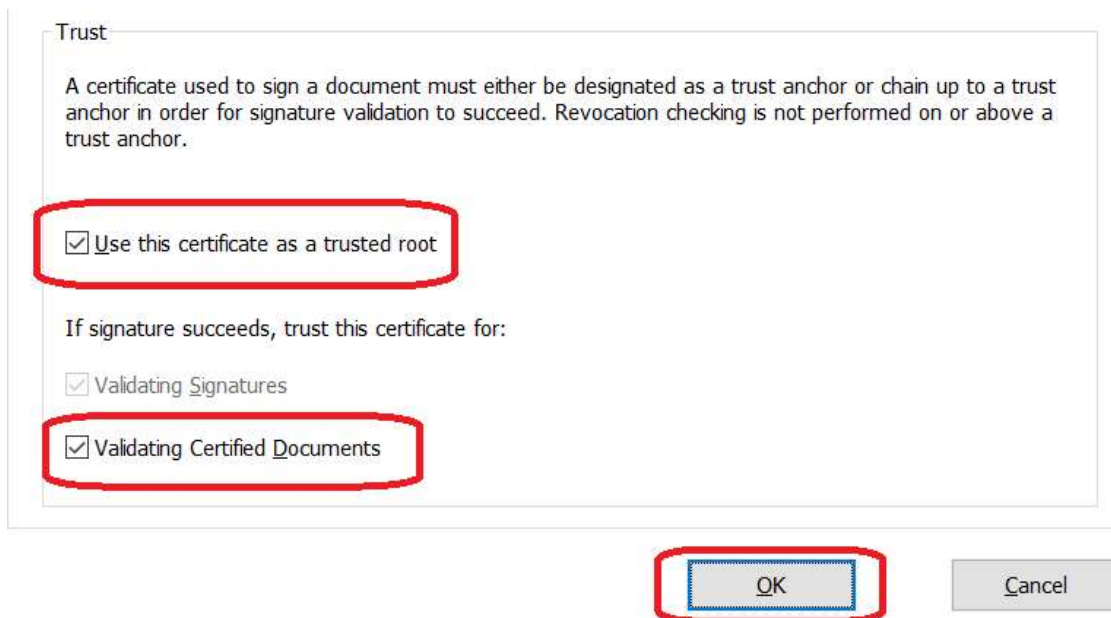 Trust
A certificate used to sign a document must either be designated as a trust anchor or chain up to a trust
anchor in order for signature validation to succeed. Revocation checking is not performed on or above a
trust anchor.
Use this certificate as a trusted root
If signature succeeds, trust this certificate for:
Validating Signatures
Validating Certified Documents
OK Cancel